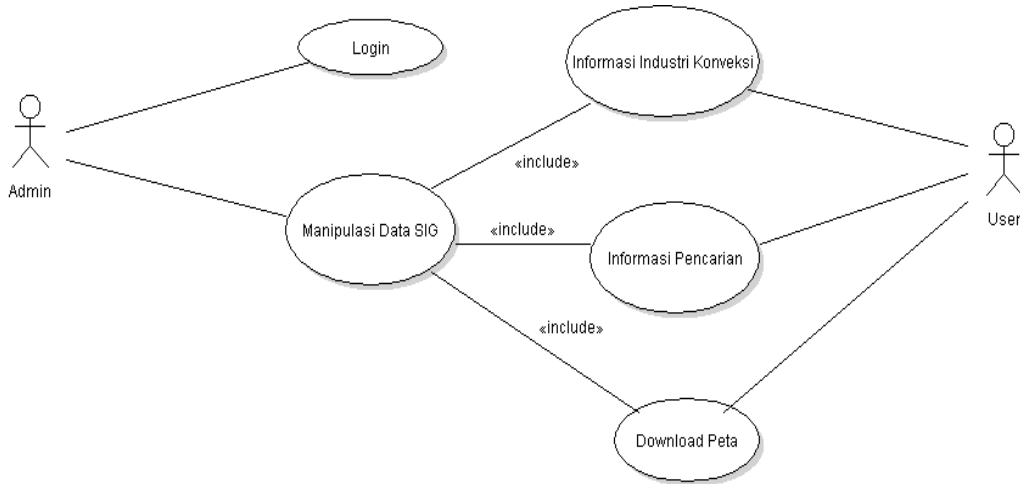 Login
Informasi Industri Konveksi
Admin
«include»
User
Manipulasi Data SIG
«include»
Informasi Pencarian
«include»
Download Peta